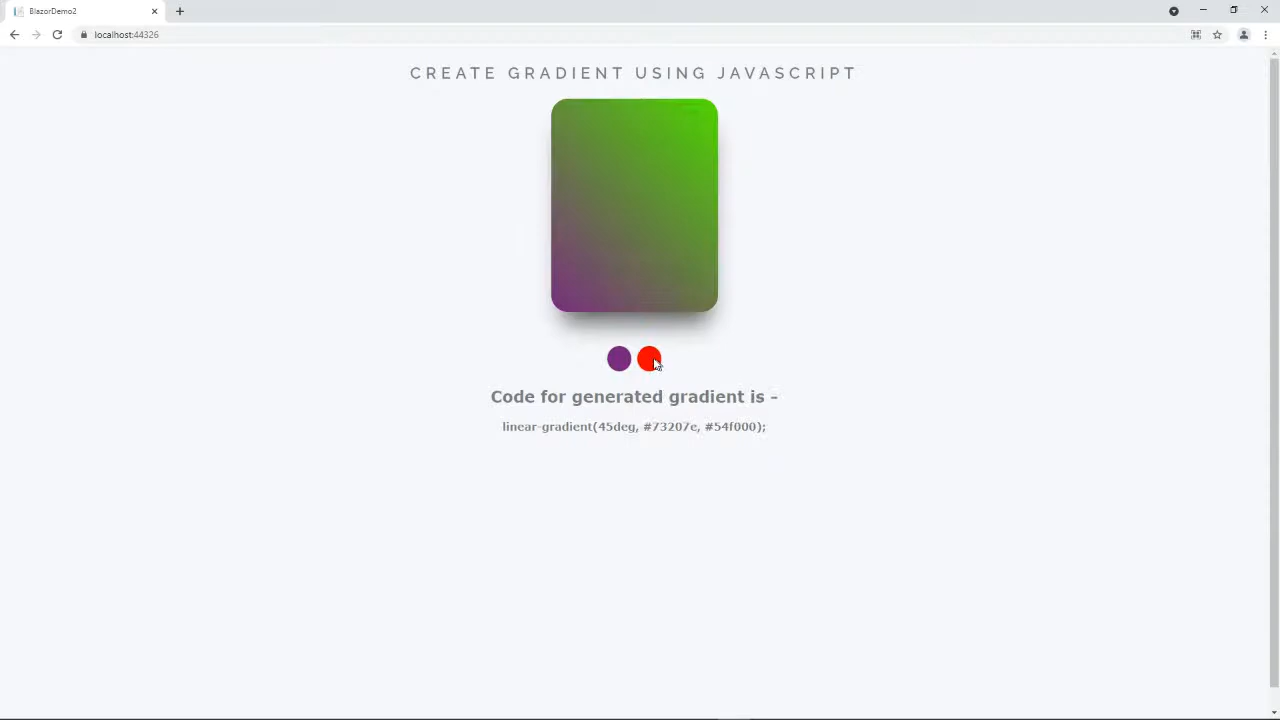 BlazorDemo2
localhost:44326
CREATE GRADIENT USING JAVASCRIPT
Code for generated gradient is -
linear-gradient(45deg, #73207e, #54f000);